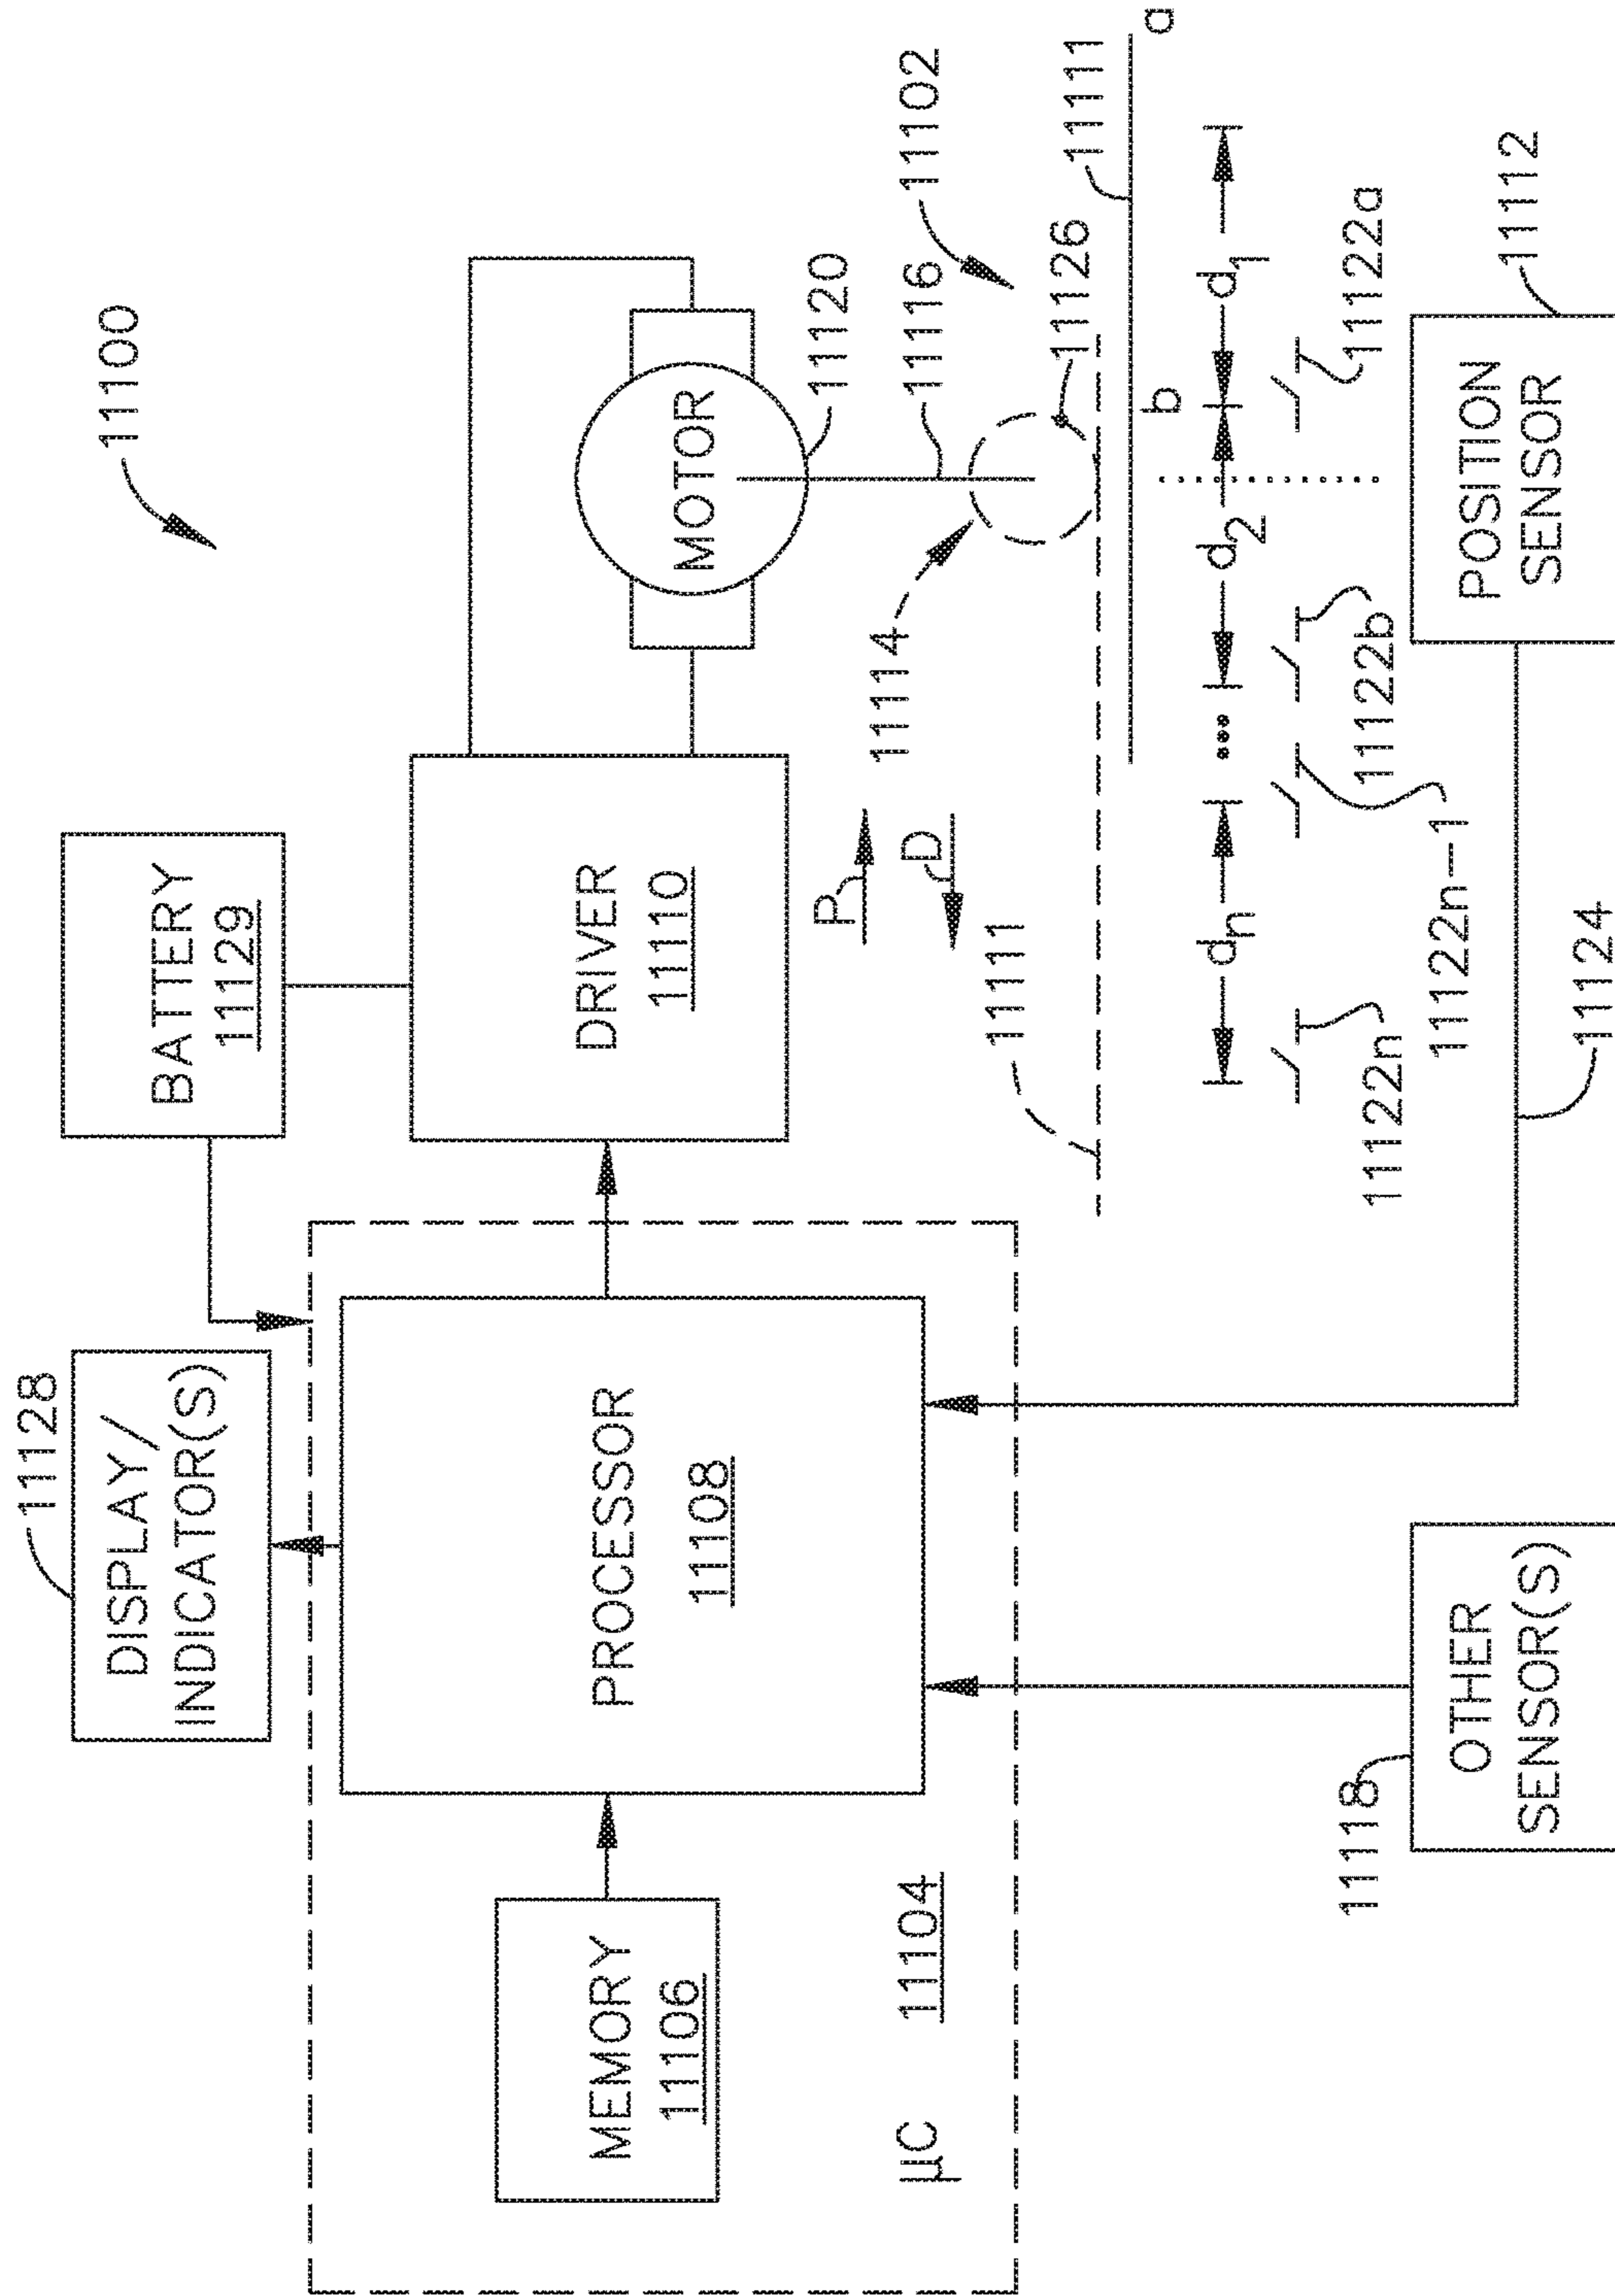 11100
11128
DISPLAY/
INDICATOR(S)
BATTERY
11129
MEMORY
11106
PROCESSOR
11108
DRIVER
11110
MOTOR
11120
µC 11104
P
D
11114
11116
11102
11126
11111
11111
a
b
dn
...
d2
d1
11122n
11122n-1
11122b
11122a
11118
OTHER
SENSOR(S)
11124
POSITION
SENSOR
11112